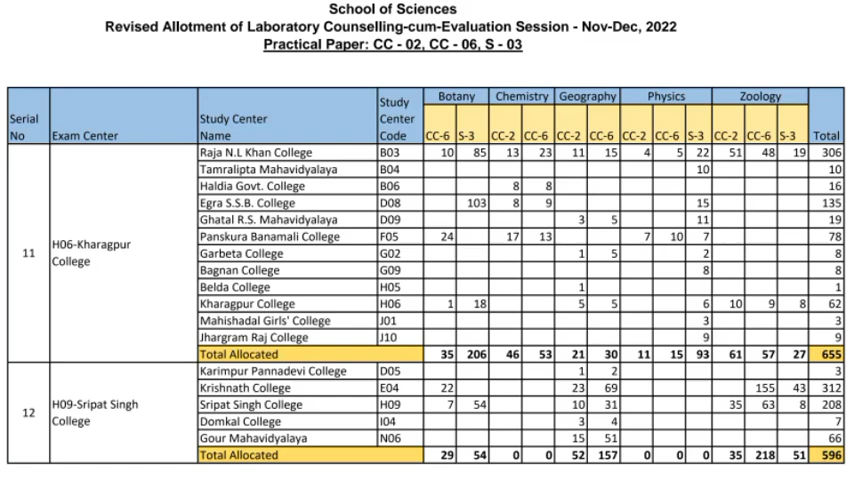 School of Sciences
Revised Allotment of Laboratory Counselling-cum-Evaluation Session - Nov-Dec, 2022
Practical Paper: CC - 02, CC - 06, S - 03
Serial No Exam Center Study Center Name Study Center Code Botany Chemistry Geography Physics Zoology Total
CC-6 S-3 CC-2 CC-6 CC-2 CC-6 CC-2 CC-6 S-3 CC-2 CC-6 S-3
11 H06-Kharagpur College
Raja N.L Khan College B03 10 85 13 23 11 15 4 5 22 51 48 19 306
Tamralipta Mahavidyalaya B04 10 10
Haldia Govt. College B06 8 8 16
Egra S.S.B. College D08 103 8 9 15 135
Ghatal R.S. Mahavidyalaya D09 3 5 11 19
Panskura Banamali College F05 24 17 13 7 10 7 78
Garbeta College G02 1 5 2 8
Bagnan College G09 8 8
Belda College H05 1 1
Kharagpur College H06 1 18 5 5 6 10 9 8 62
Mahishadal Girls' College J01 3 3
Jhargram Raj College J10 9 9
Total Allocated 35 206 46 53 21 30 11 15 93 61 57 27 655
12 H09-Sripat Singh College
Karimpur Pannadevi College D05 1 2 3
Krishnath College E04 22 23 69 155 43 312
Sripat Singh College H09 7 54 10 31 35 63 8 208
Domkal College I04 3 4 7
Gour Mahavidyalaya N06 15 51 66
Total Allocated 29 54 0 0 52 157 0 0 0 35 218 51 596